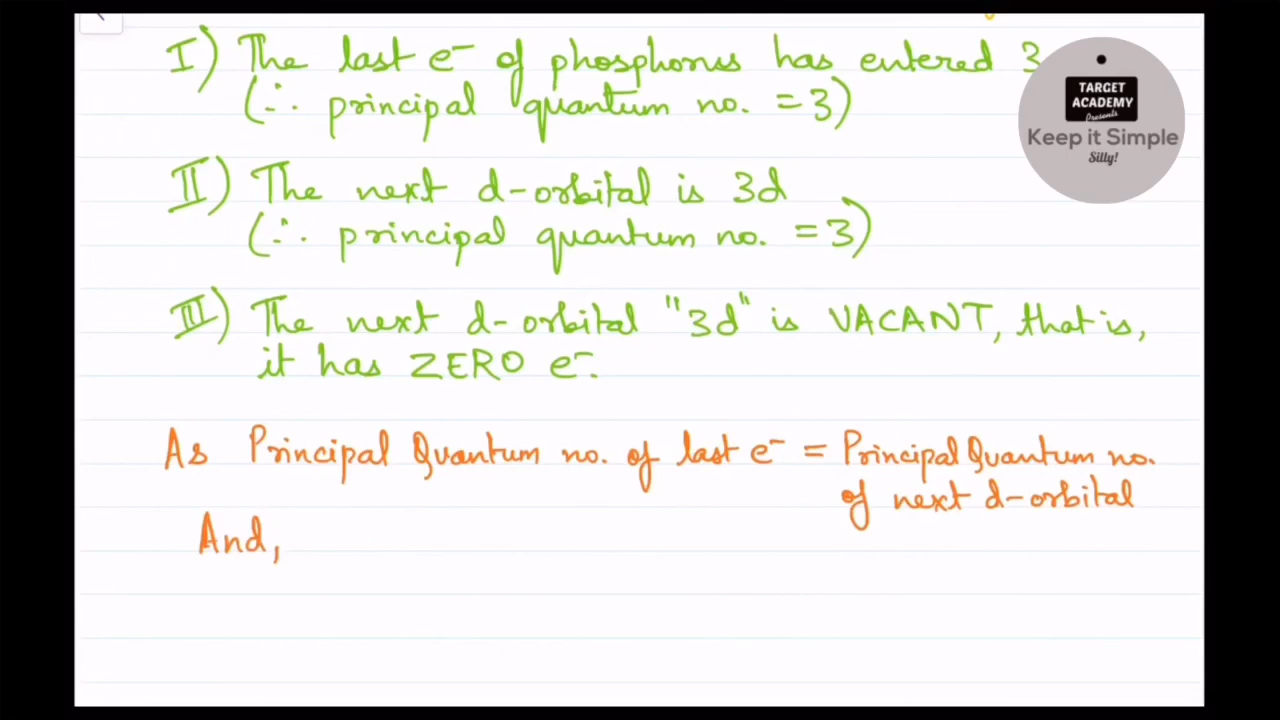 I) The last e⁻ of phosphorus has entered 3
(∴ principal quantum no. = 3)
II) The next d-orbital is 3d
(∴ principal quantum no. = 3)
III) The next d-orbital "3d" is VACANT, that is,
it has ZERO e⁻.
As Principal Quantum no. of last e⁻ = Principal Quantum no.
of next d-orbital
And,
TARGET
ACADEMY
Presents
Keep it Simple
Silly!